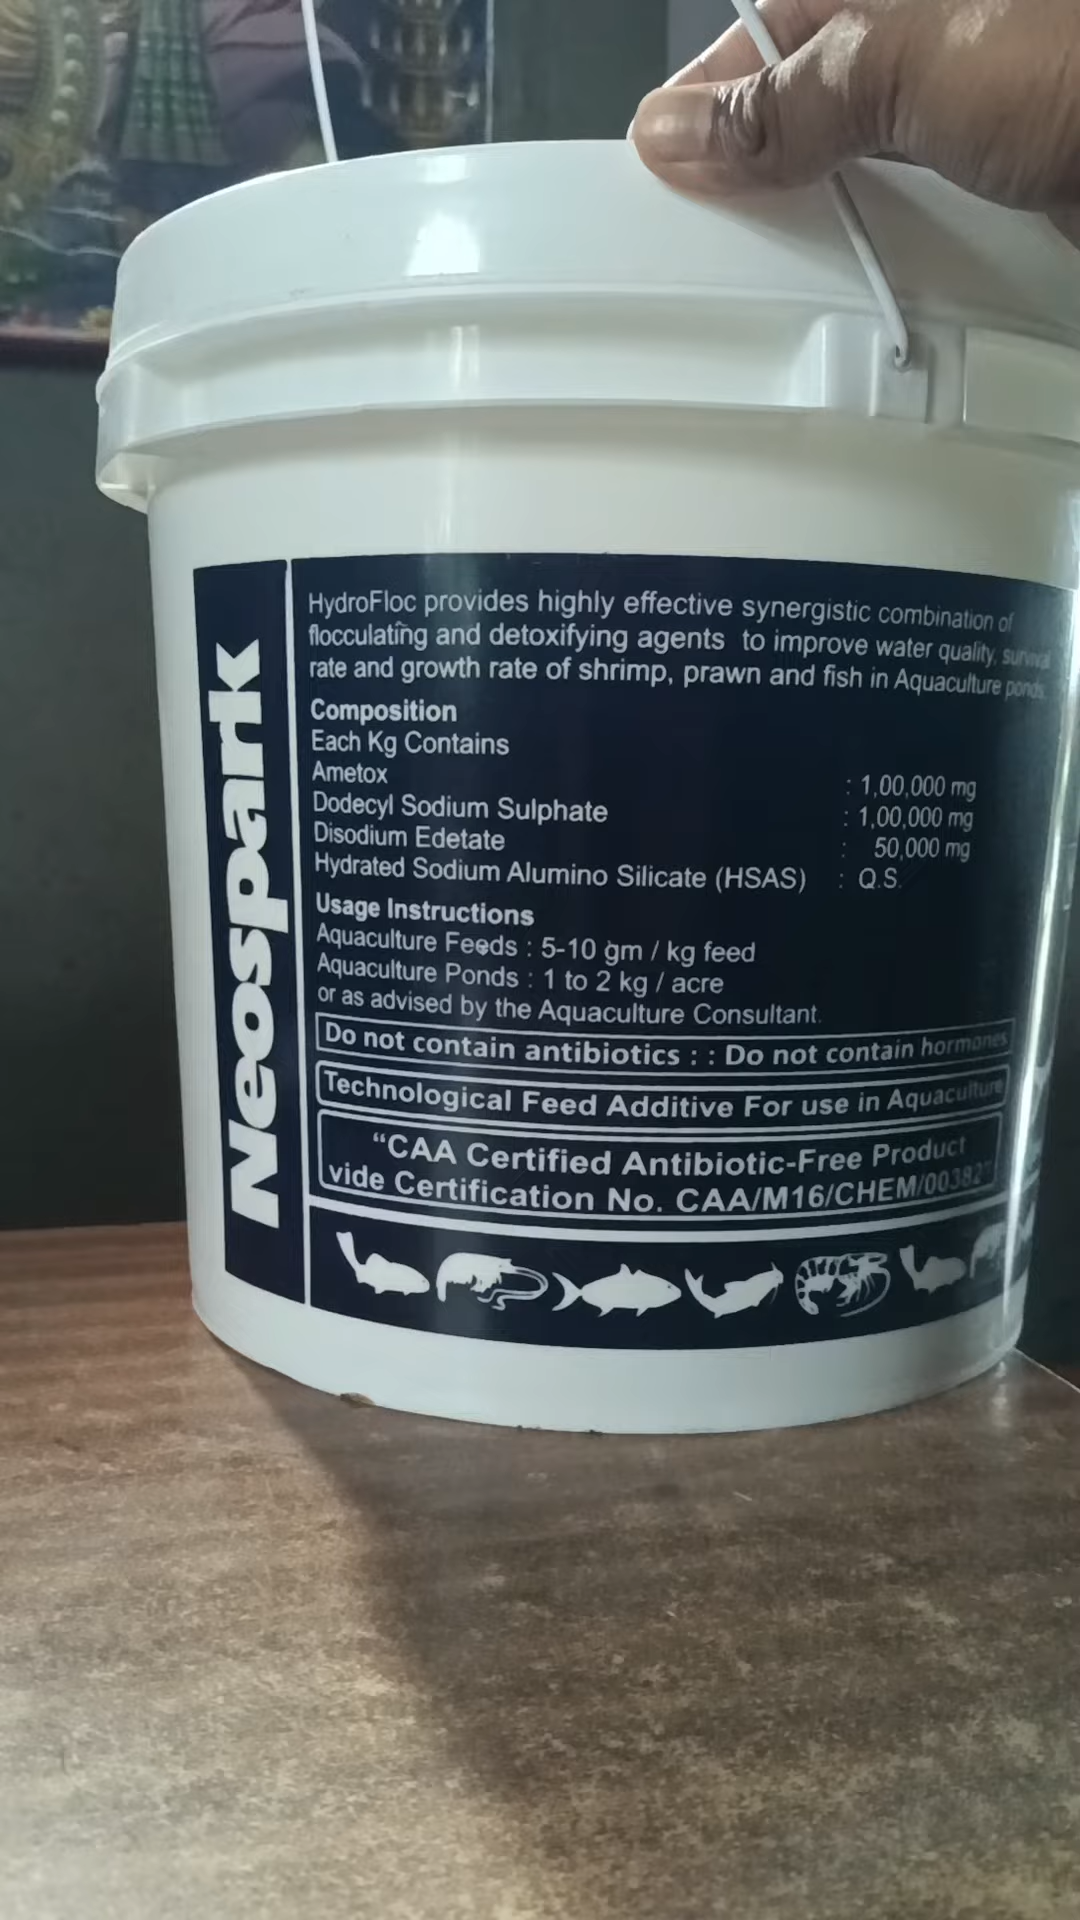 Neospark
HydroFloc provides highly effective synergistic combination of
flocculating and detoxifying agents to improve water quality, survival
rate and growth rate of shrimp, prawn and fish in Aquaculture ponds.
Composition
Each Kg Contains
Ametox : 1,00,000 mg
Dodecyl Sodium Sulphate : 1,00,000 mg
Disodium Edetate : 50,000 mg
Hydrated Sodium Alumino Silicate (HSAS) : Q.S.
Usage Instructions
Aquaculture Feeds : 5-10 gm / kg feed
Aquaculture Ponds : 1 to 2 kg / acre
or as advised by the Aquaculture Consultant.
Do not contain antibiotics : : Do not contain hormones
Technological Feed Additive For use in Aquaculture
“CAA Certified Antibiotic-Free Product
vide Certification No. CAA/M16/CHEM/00382